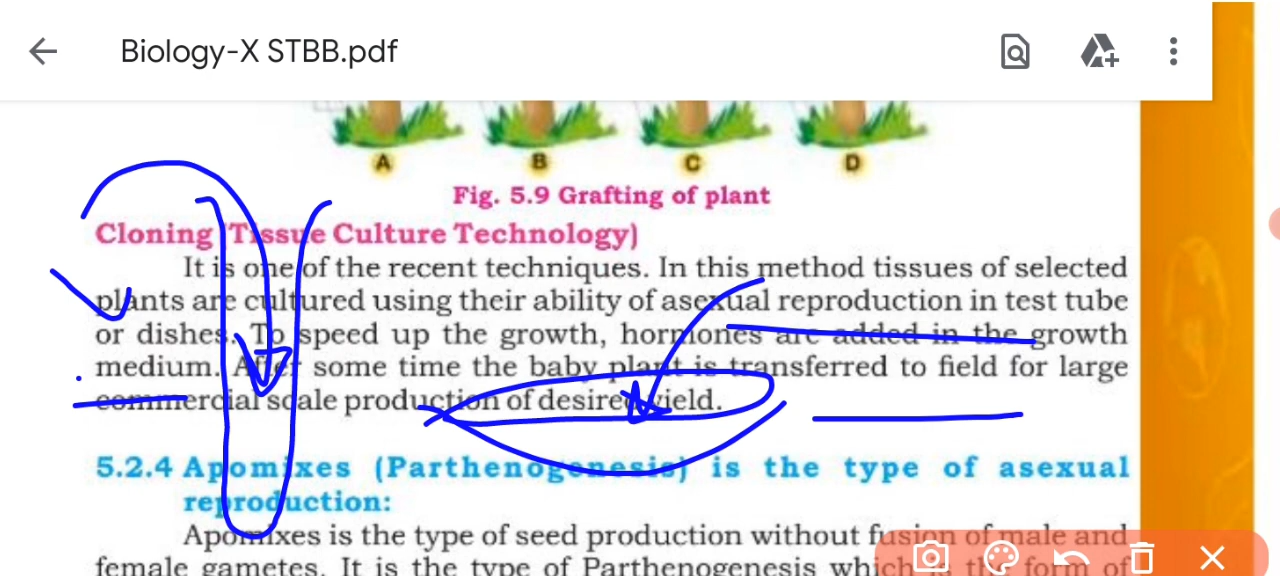 Biology-X STBB.pdf
A B C D
Fig. 5.9 Grafting of plant
Cloning (Tissue Culture Technology)
It is one of the recent techniques. In this method tissues of selected
plants are cultured using their ability of asexual reproduction in test tube
or dishes. To speed up the growth, hormones are added in the growth
medium. After some time the baby plant is transferred to field for large
commercial scale production of desired yield.
5.2.4 Apomixes (Parthenogenesis) is the type of asexual
reproduction:
Apomixes is the type of seed production without fusion of male and
female gametes. It is the type of Parthenogenesis which is the form of